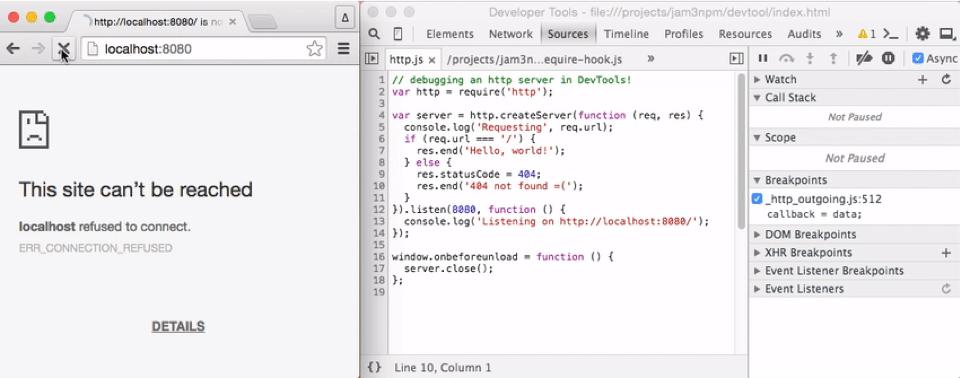 http://localhost:8080/ is no
localhost:8080
This site can't be reached
localhost refused to connect.
ERR_CONNECTION_REFUSED
DETAILS
Developer Tools - file:///projects/jam3npm/devtool/index.html
Elements Network Sources Timeline Profiles Resources Audits » 1
http.js × /projects/jam3n...equire-hook.js »
Async
1 // debugging an http server in DevTools!
2 var http = require('http');
3
4 var server = http.createServer(function (req, res) {
5 console.log('Requesting', req.url);
6 if (req.url === '/') {
7 res.end('Hello, world!');
8 } else {
9 res.statusCode = 404;
10 res.end('404 not found =(');
11 }
12 }).listen(8080, function () {
13 console.log('Listening on http://localhost:8080/');
14 });
15
16 window.onbeforeunload = function () {
17 server.close();
18 };
19
{} Line 10, Column 1
Watch
Call Stack
Not Paused
Scope
Not Paused
Breakpoints
_http_outgoing.js:512
callback = data;
DOM Breakpoints
XHR Breakpoints
Event Listener Breakpoints
Event Listeners